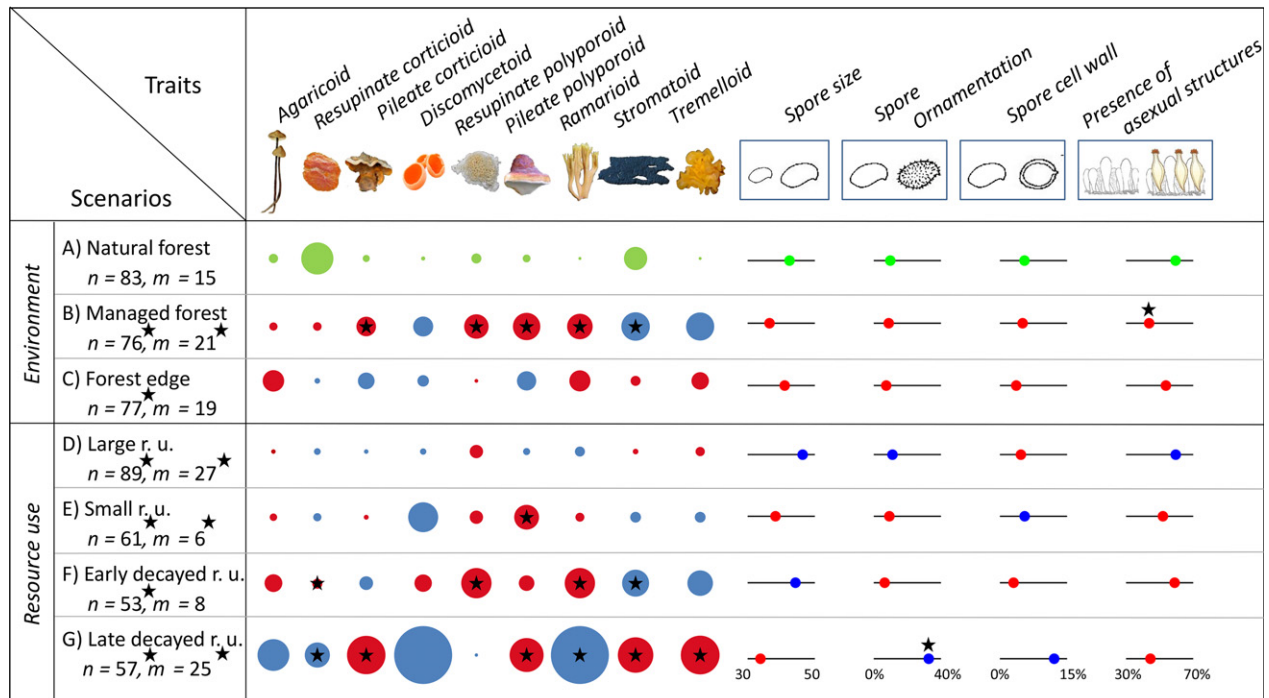 Traits
Scenarios
Agaricoid
Resupinate corticioid
Pileate corticioid
Discomycetoid
Resupinate polyporoid
Pileate polyporoid
Ramarioid
Stromatoid
Tremelloid
Spore size
Spore
Ornamentation
Spore cell wall
Presence of
asexual structures
Environment
A) Natural forest
n = 83, m = 15
B) Managed forest
n = 76, m = 21
C) Forest edge
n = 77, m = 19
Resource use
D) Large r. u.
n = 89, m = 27
E) Small r. u.
n = 61, m = 6
F) Early decayed r. u.
n = 53, m = 8
G) Late decayed r. u.
n = 57, m = 25
30 50 0% 40% 0% 15% 30% 70%